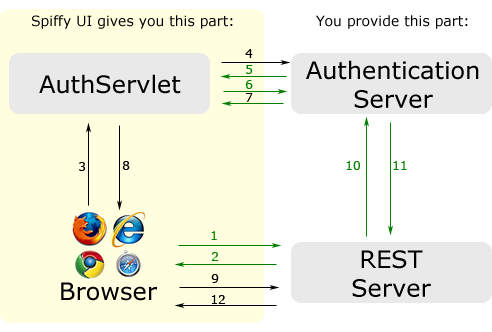 Spiffy UI gives you this part:
You provide this part:
AuthServlet
4
5
6
7
Authentication
Server
3
8
10
11
Browser
1
2
9
12
REST
Server